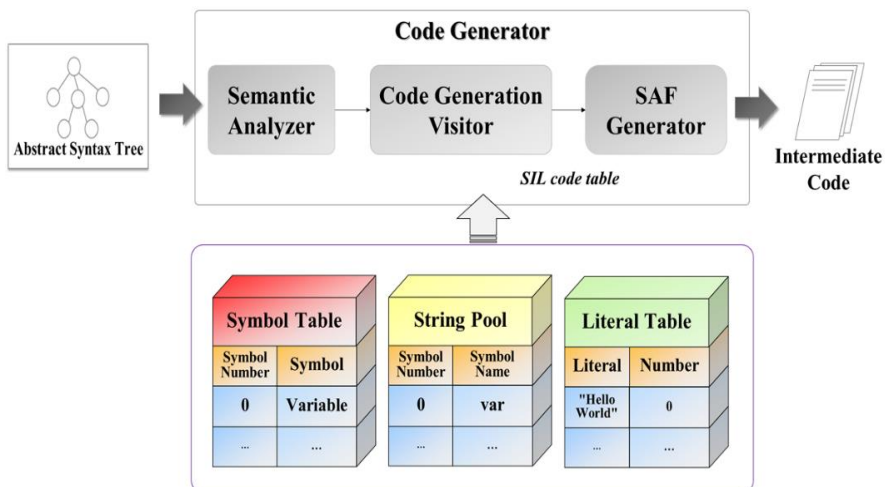 Code Generator
Abstract Syntax Tree
Semantic
Analyzer
Code Generation
Visitor
SAF
Generator
SIL code table
Intermediate
Code
Symbol Table
Symbol
Number
Symbol
0
Variable
...
...
String Pool
Symbol
Number
Symbol
Name
0
var
...
...
Literal Table
Literal
Number
"Hello
World"
0
...
...